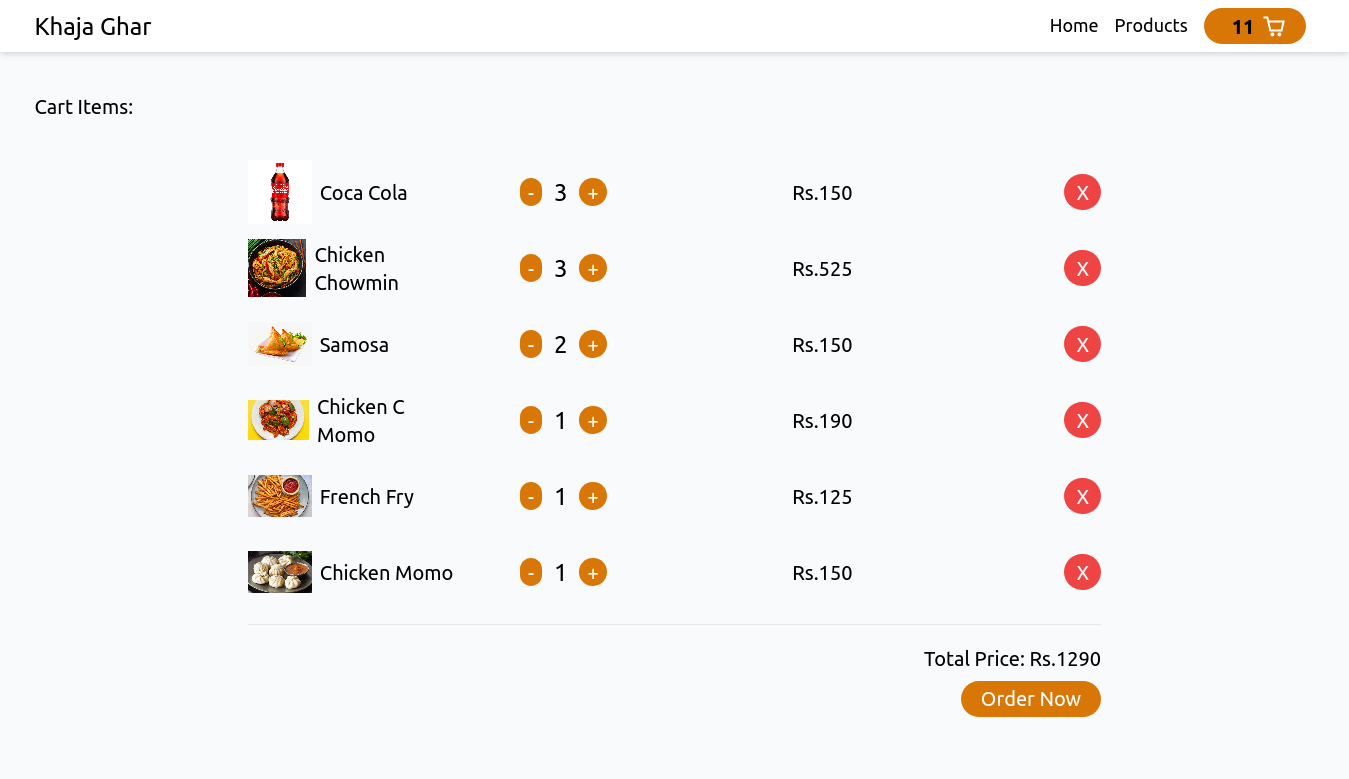 Khaja Ghar
Home Products 11
Cart Items:
Coca Cola - 3 + Rs.150 X
Chicken
Chowmin
- 3 + Rs.525 X
Samosa - 2 + Rs.150 X
Chicken C
Momo
- 1 + Rs.190 X
French Fry - 1 + Rs.125 X
Chicken Momo - 1 + Rs.150 X
Total Price: Rs.1290
Order Now